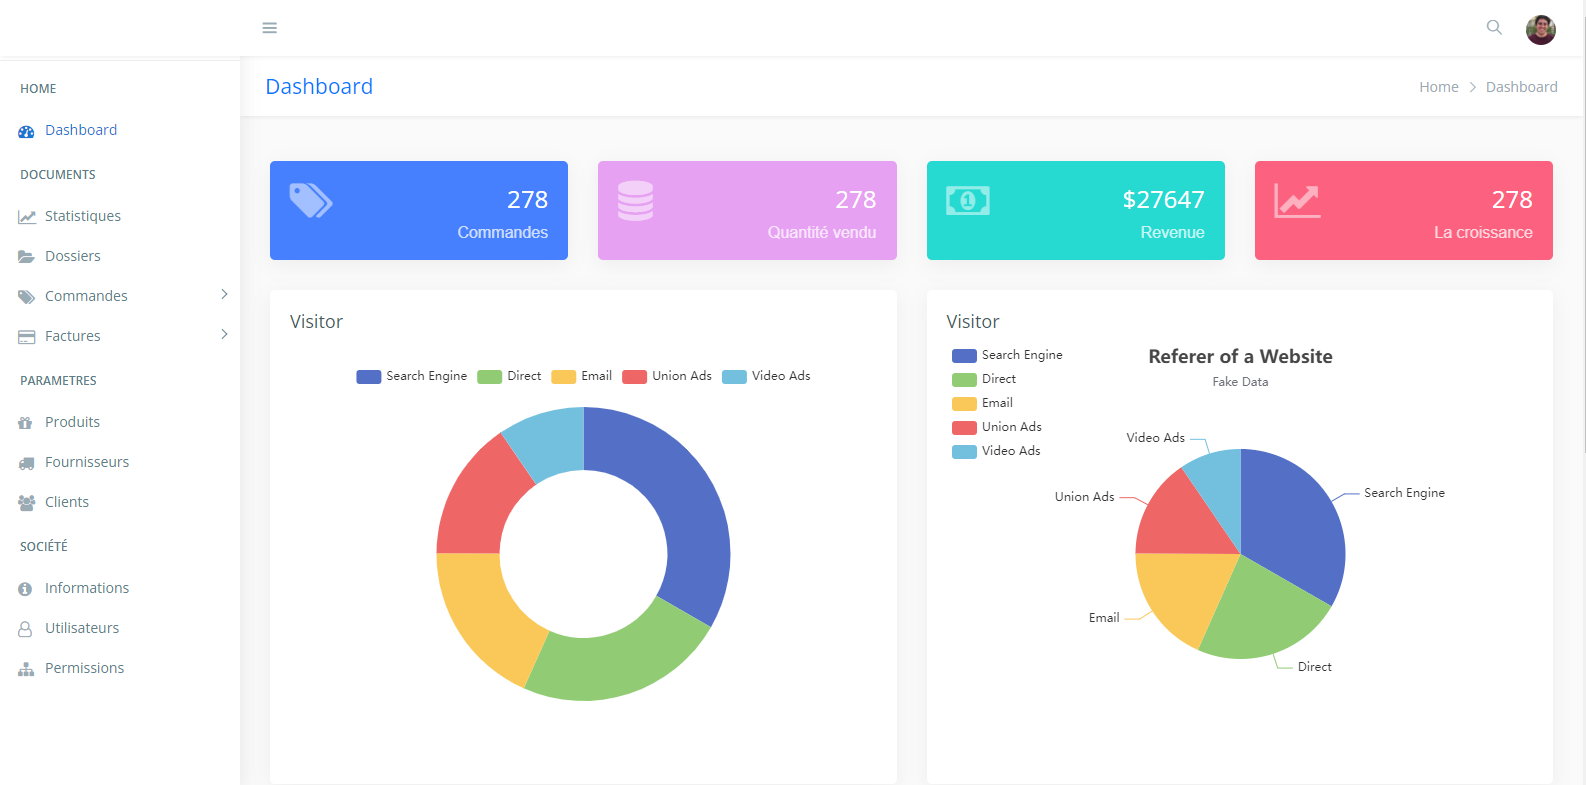 HOME
Dashboard
DOCUMENTS
Statistiques
Dossiers
Commandes
Factures
PARAMETRES
Produits
Fournisseurs
Clients
SOCIÉTÉ
Informations
Utilisateurs
Permissions
Dashboard
Home > Dashboard
278
Commandes
278
Quantité vendu
$27647
Revenue
278
La croissance
Visitor
Search Engine Direct Email Union Ads Video Ads
Visitor
Search Engine
Direct
Email
Union Ads
Video Ads
Referer of a Website
Fake Data
Video Ads
Union Ads
Search Engine
Email
Direct